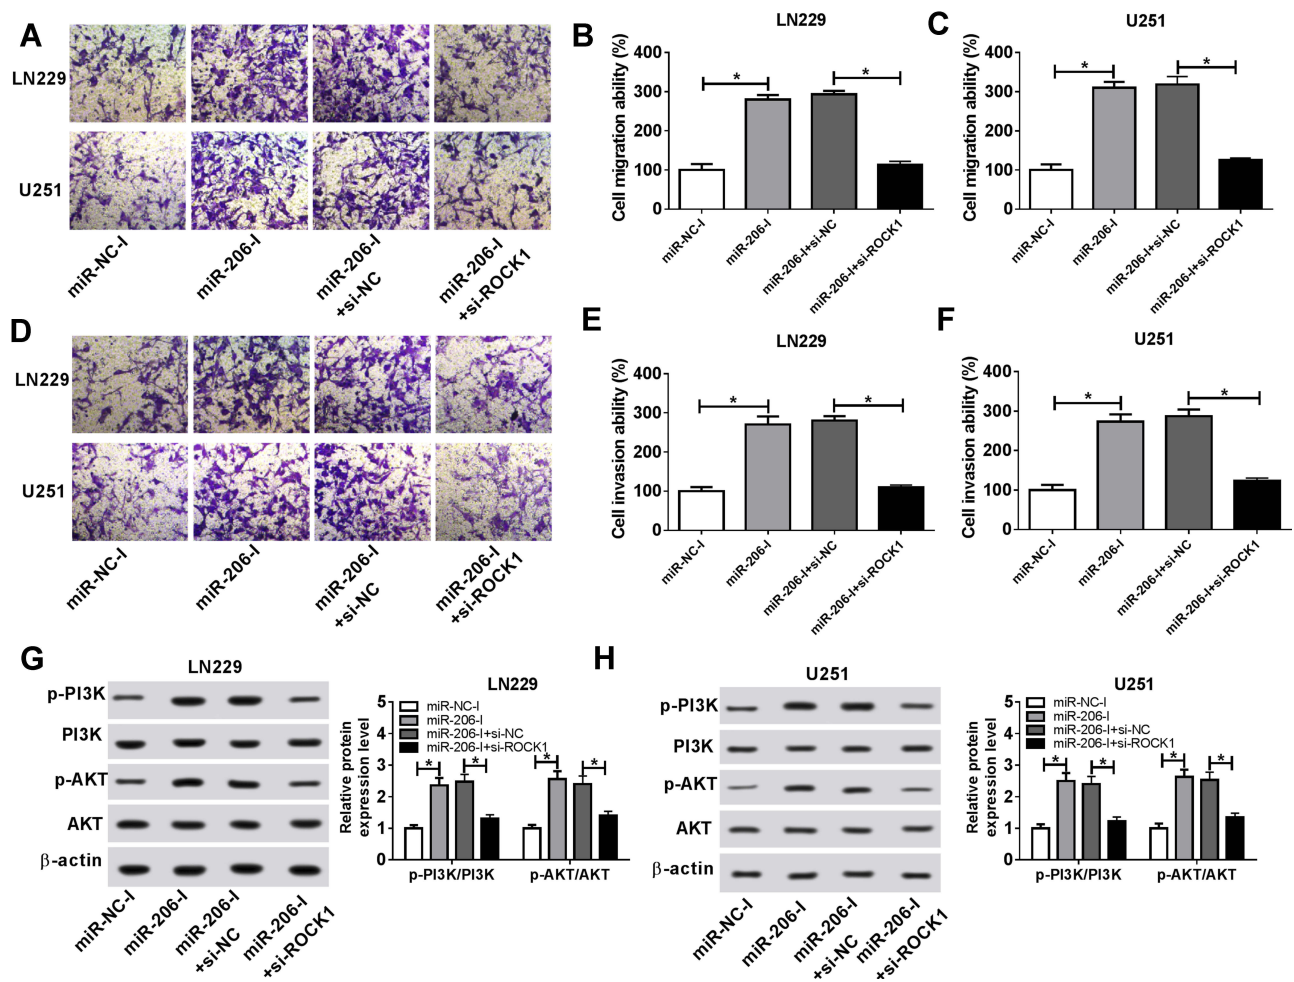 A
LN229
U251
miR-NC-I
miR-206-I
miR-206-I
+si-NC
miR-206-I
+si-ROCK1
B
LN229
Cell migration ability (%)
400
300
200
100
0
*
*
miR-NC-I
miR-206-I
miR-206-I+si-NC
miR-206-I+si-ROCK1
C
U251
Cell migration ability (%)
400
300
200
100
0
*
*
miR-NC-I
miR-206-I
miR-206-I+si-NC
miR-206-I+si-ROCK1
D
LN229
U251
miR-NC-I
miR-206-I
miR-206-I
+si-NC
miR-206-I
+si-ROCK1
E
LN229
Cell invasion ability (%)
400
300
200
100
0
*
*
miR-NC-I
miR-206-I
miR-206-I+si-NC
miR-206-I+si-ROCK1
F
U251
Cell invasion ability (%)
400
300
200
100
0
*
*
miR-NC-I
miR-206-I
miR-206-I+si-NC
miR-206-I+si-ROCK1
G
LN229
p-PI3K
PI3K
p-AKT
AKT
β-actin
miR-NC-I
miR-206-I
miR-206-I
+si-NC
miR-206-I
+si-ROCK1
LN229
Relative protein
expression level
5
4
3
2
1
0
miR-NC-I
miR-206-I
miR-206-I+si-NC
miR-206-I+si-ROCK1
*
*
*
*
p-PI3K/PI3K
p-AKT/AKT
H
U251
p-PI3K
PI3K
p-AKT
AKT
β-actin
miR-NC-I
miR-206-I
miR-206-I
+si-NC
miR-206-I
+si-ROCK1
U251
Relative protein
expression level
5
4
3
2
1
0
miR-NC-I
miR-206-I
miR-206-I+si-NC
miR-206-I+si-ROCK1
*
*
*
*
p-PI3K/PI3K
p-AKT/AKT